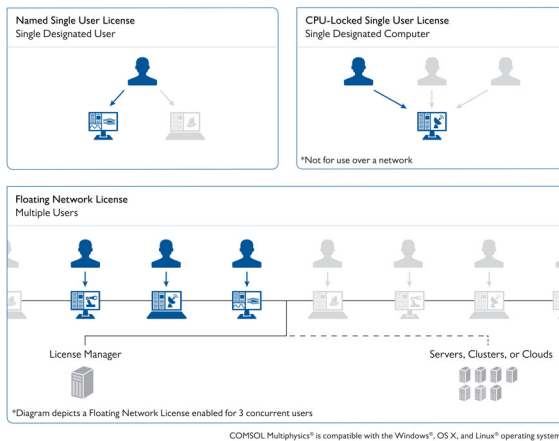 Named Single User License
Single Designated User
CPU-Locked Single User License
Single Designated Computer
*Not for use over a network
Floating Network License
Multiple Users
License Manager
Servers, Clusters, or Clouds
*Diagram depicts a Floating Network License enabled for 3 concurrent users
COMSOL Multiphysics® is compatible with the Windows®, OS X, and Linux® operating system